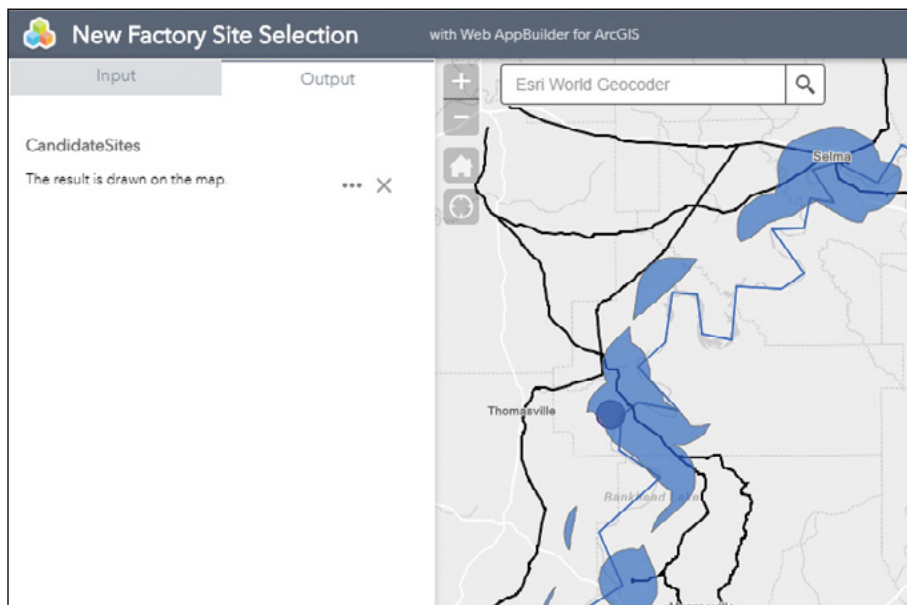 New Factory Site Selection
with Web AppBuilder for ArcGIS
Input
Output
Esri World Geocoder
CandidateSites
The result is drawn on the map.
Selma
Thomasville
Bankhead Lake